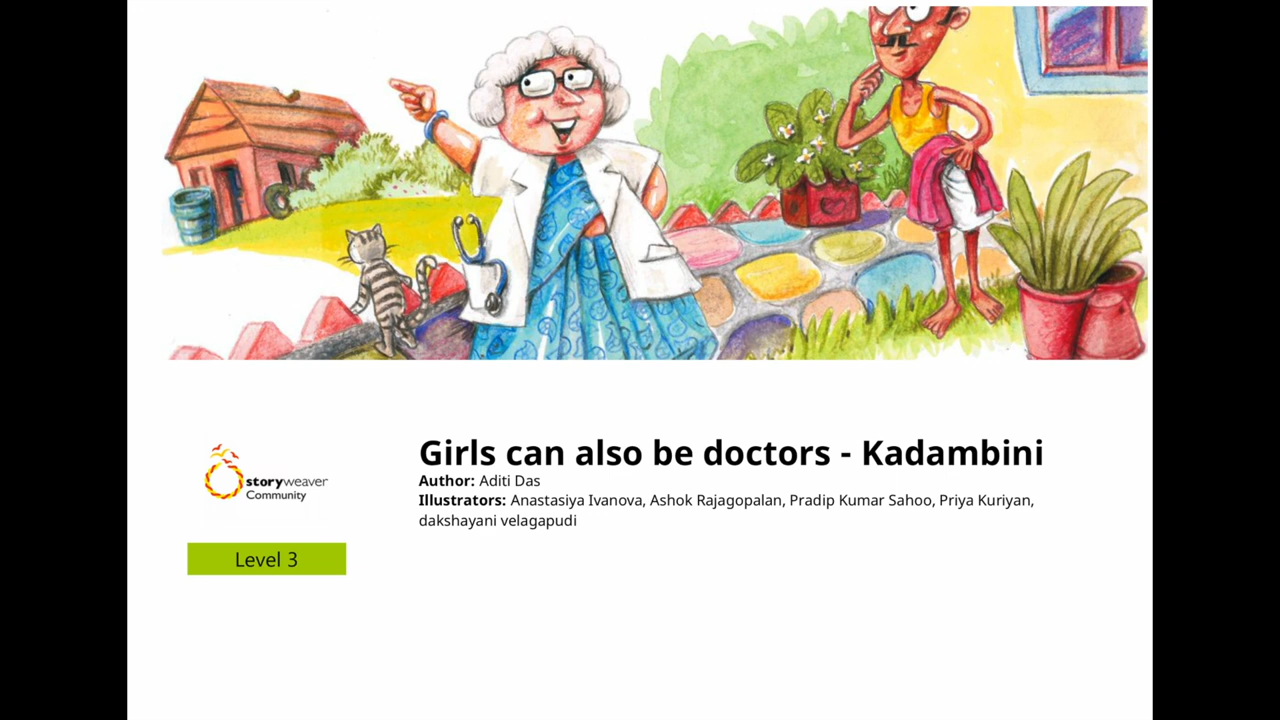 Girls can also be doctors - Kadambini
Author: Aditi Das
Illustrators: Anastasiya Ivanova, Ashok Rajagopalan, Pradip Kumar Sahoo, Priya Kuriyan,
dakshayani velagapudi
storyweaver
Community
Level 3